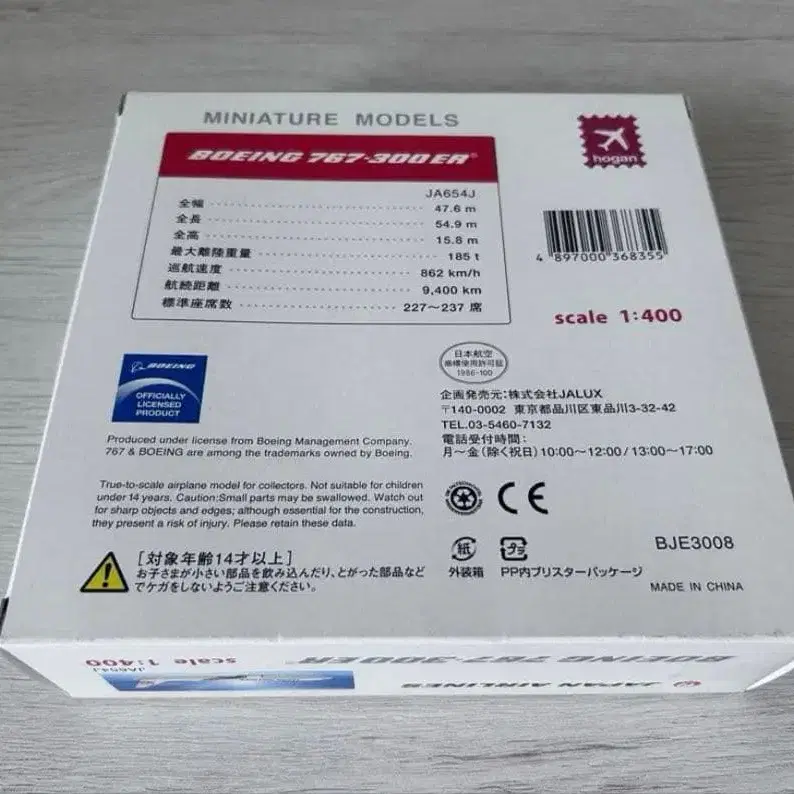 MINIATURE MODELS
hogan
BOEING 767-300ER®
JA654J
全幅 47.6 m
全長 54.9 m
全高 15.8 m
最大離陸重量 185 t
巡航速度 862 km/h
航続距離 9,400 km
標準座席数 227～237 席
4 897000 368355
scale 1:400
BOEING
OFFICIALLY
LICENSED
PRODUCT
Produced under license from Boeing Management Company.
767 & BOEING are among the trademarks owned by Boeing.
True-to-scale airplane model for collectors. Not suitable for children
under 14 years. Caution:Small parts may be swallowed. Watch out
for sharp objects and edges; although essential for the construction,
they present a risk of injury. Please retain these data.
[対象年齢14才以上]
お子さまが小さい部品を飲み込んだり、とがった部品など
でケガをしないようご注意ください。
日本航空
商標使用許可証
1986-100
企画発売元:株式会社JALUX
〒140-0002 東京都品川区東品川3-32-42
TEL.03-5460-7132
電話受付時間:
月～金(除く祝日)10:00～12:00/13:00～17:00
CE
紙
外装箱
プラ
PP内ブリスターパッケージ
BJE3008
MADE IN CHINA
JA654J
scale 1:400
BOEING 767-300ER
JAPAN AIRLINES